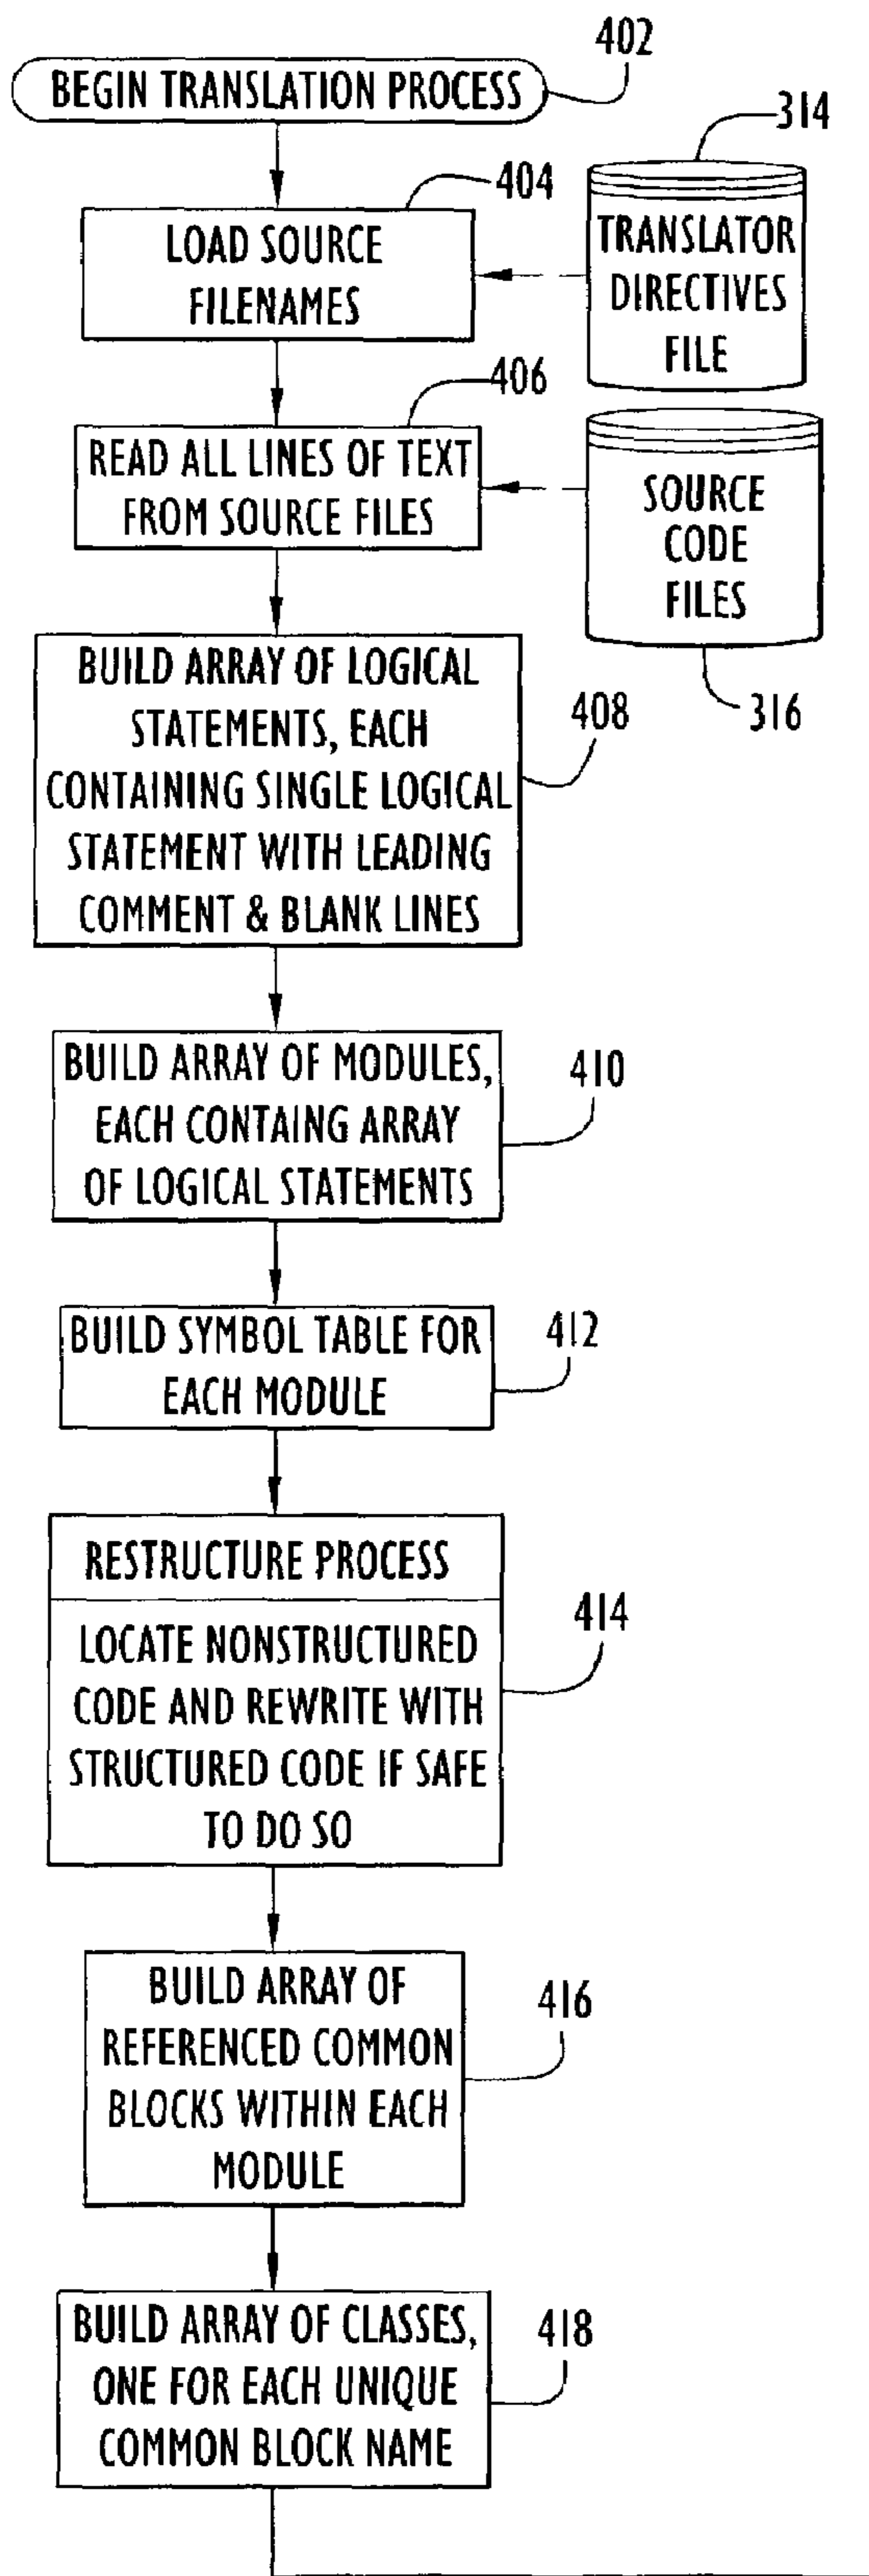 402
BEGIN TRANSLATION PROCESS
314
404
LOAD SOURCE
FILENAMES
TRANSLATOR
DIRECTIVES
FILE
406
READ ALL LINES OF TEXT
FROM SOURCE FILES
SOURCE
CODE
FILES
316
BUILD ARRAY OF LOGICAL
STATEMENTS, EACH
CONTAINING SINGLE LOGICAL
STATEMENT WITH LEADING
COMMENT & BLANK LINES
408
BUILD ARRAY OF MODULES,
EACH CONTAING ARRAY
OF LOGICAL STATEMENTS
410
BUILD SYMBOL TABLE FOR
EACH MODULE
412
RESTRUCTURE PROCESS
LOCATE NONSTRUCTURED
CODE AND REWRITE WITH
STRUCTURED CODE IF SAFE
TO DO SO
414
BUILD ARRAY OF
REFERENCED COMMON
BLOCKS WITHIN EACH
MODULE
416
BUILD ARRAY OF CLASSES,
ONE FOR EACH UNIQUE
COMMON BLOCK NAME
418